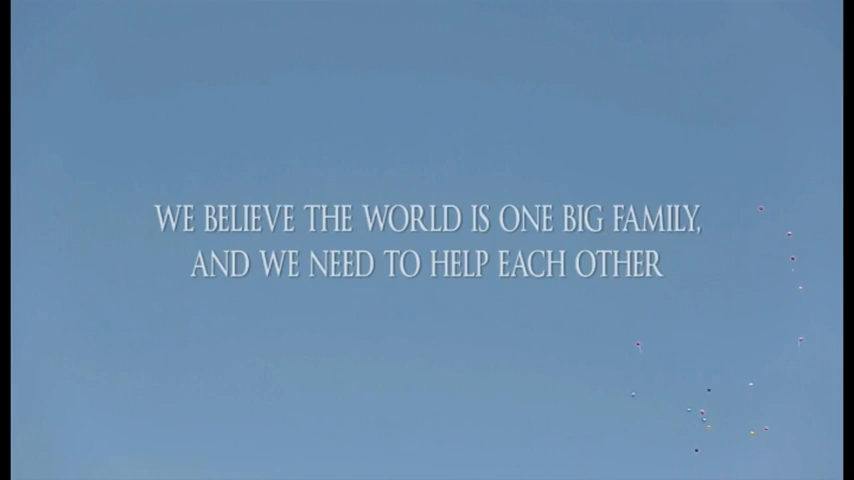 WE BELIEVE THE WORLD IS ONE BIG FAMILY,
AND WE NEED TO HELP EACH OTHER